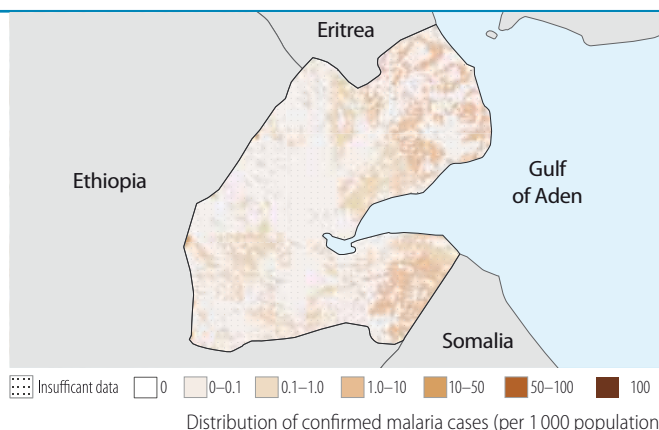 Eritrea
Ethiopia
Gulf
of Aden
Somalia
Insufficant data 0 0–0.1 0.1–1.0 1.0–10 10–50 50–100 100
Distribution of confirmed malaria cases (per 1 000 population